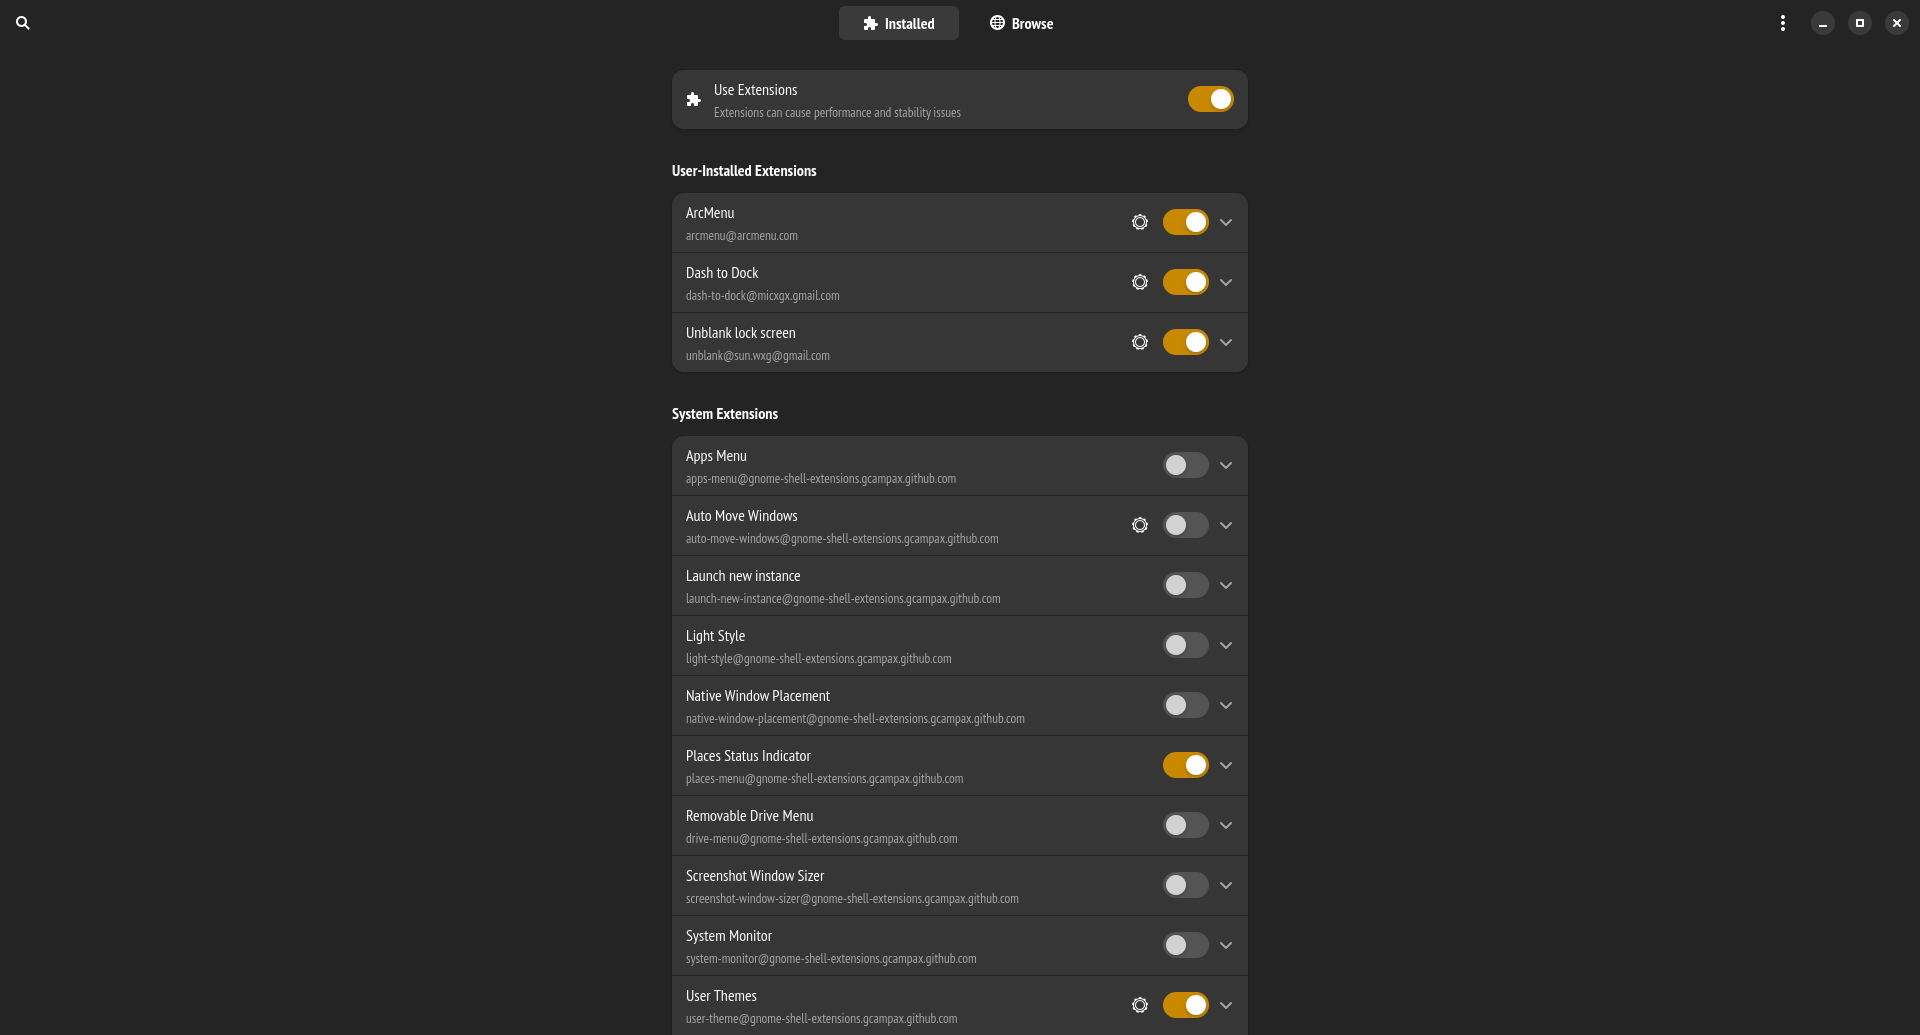 Installed
Browse
Use Extensions
Extensions can cause performance and stability issues
User-Installed Extensions
ArcMenu
arcmenu@arcmenu.com
Dash to Dock
dash-to-dock@micxgx.gmail.com
Unblank lock screen
unblank@sun.wxg@gmail.com
System Extensions
Apps Menu
apps-menu@gnome-shell-extensions.gcampax.github.com
Auto Move Windows
auto-move-windows@gnome-shell-extensions.gcampax.github.com
Launch new instance
launch-new-instance@gnome-shell-extensions.gcampax.github.com
Light Style
light-style@gnome-shell-extensions.gcampax.github.com
Native Window Placement
native-window-placement@gnome-shell-extensions.gcampax.github.com
Places Status Indicator
places-menu@gnome-shell-extensions.gcampax.github.com
Removable Drive Menu
drive-menu@gnome-shell-extensions.gcampax.github.com
Screenshot Window Sizer
screenshot-window-sizer@gnome-shell-extensions.gcampax.github.com
System Monitor
system-monitor@gnome-shell-extensions.gcampax.github.com
User Themes
user-theme@gnome-shell-extensions.gcampax.github.com